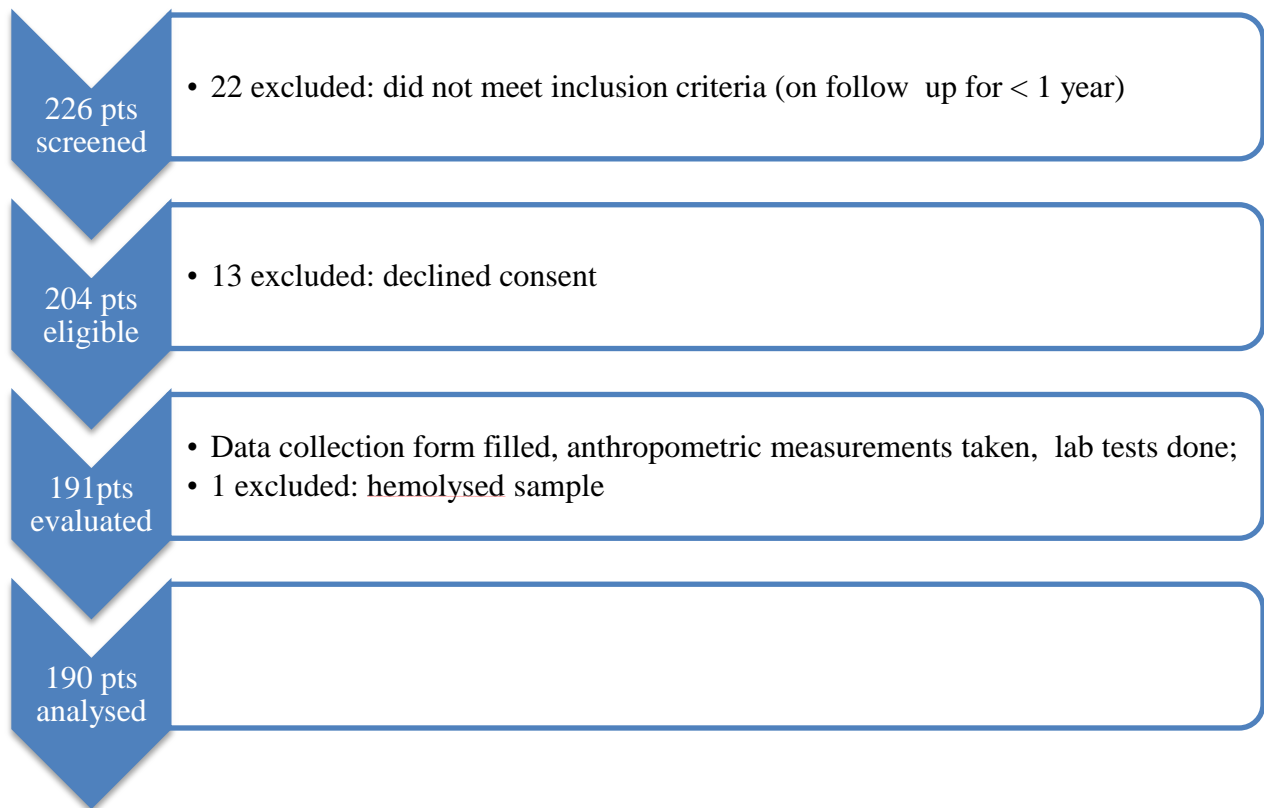 226 pts
screened
• 22 excluded: did not meet inclusion criteria (on follow  up for < 1 year)
204 pts
eligible
• 13 excluded: declined consent
191pts
evaluated
• Data collection form filled, anthropometric measurements taken,  lab tests done;
• 1 excluded: hemolysed sample
190 pts
analysed